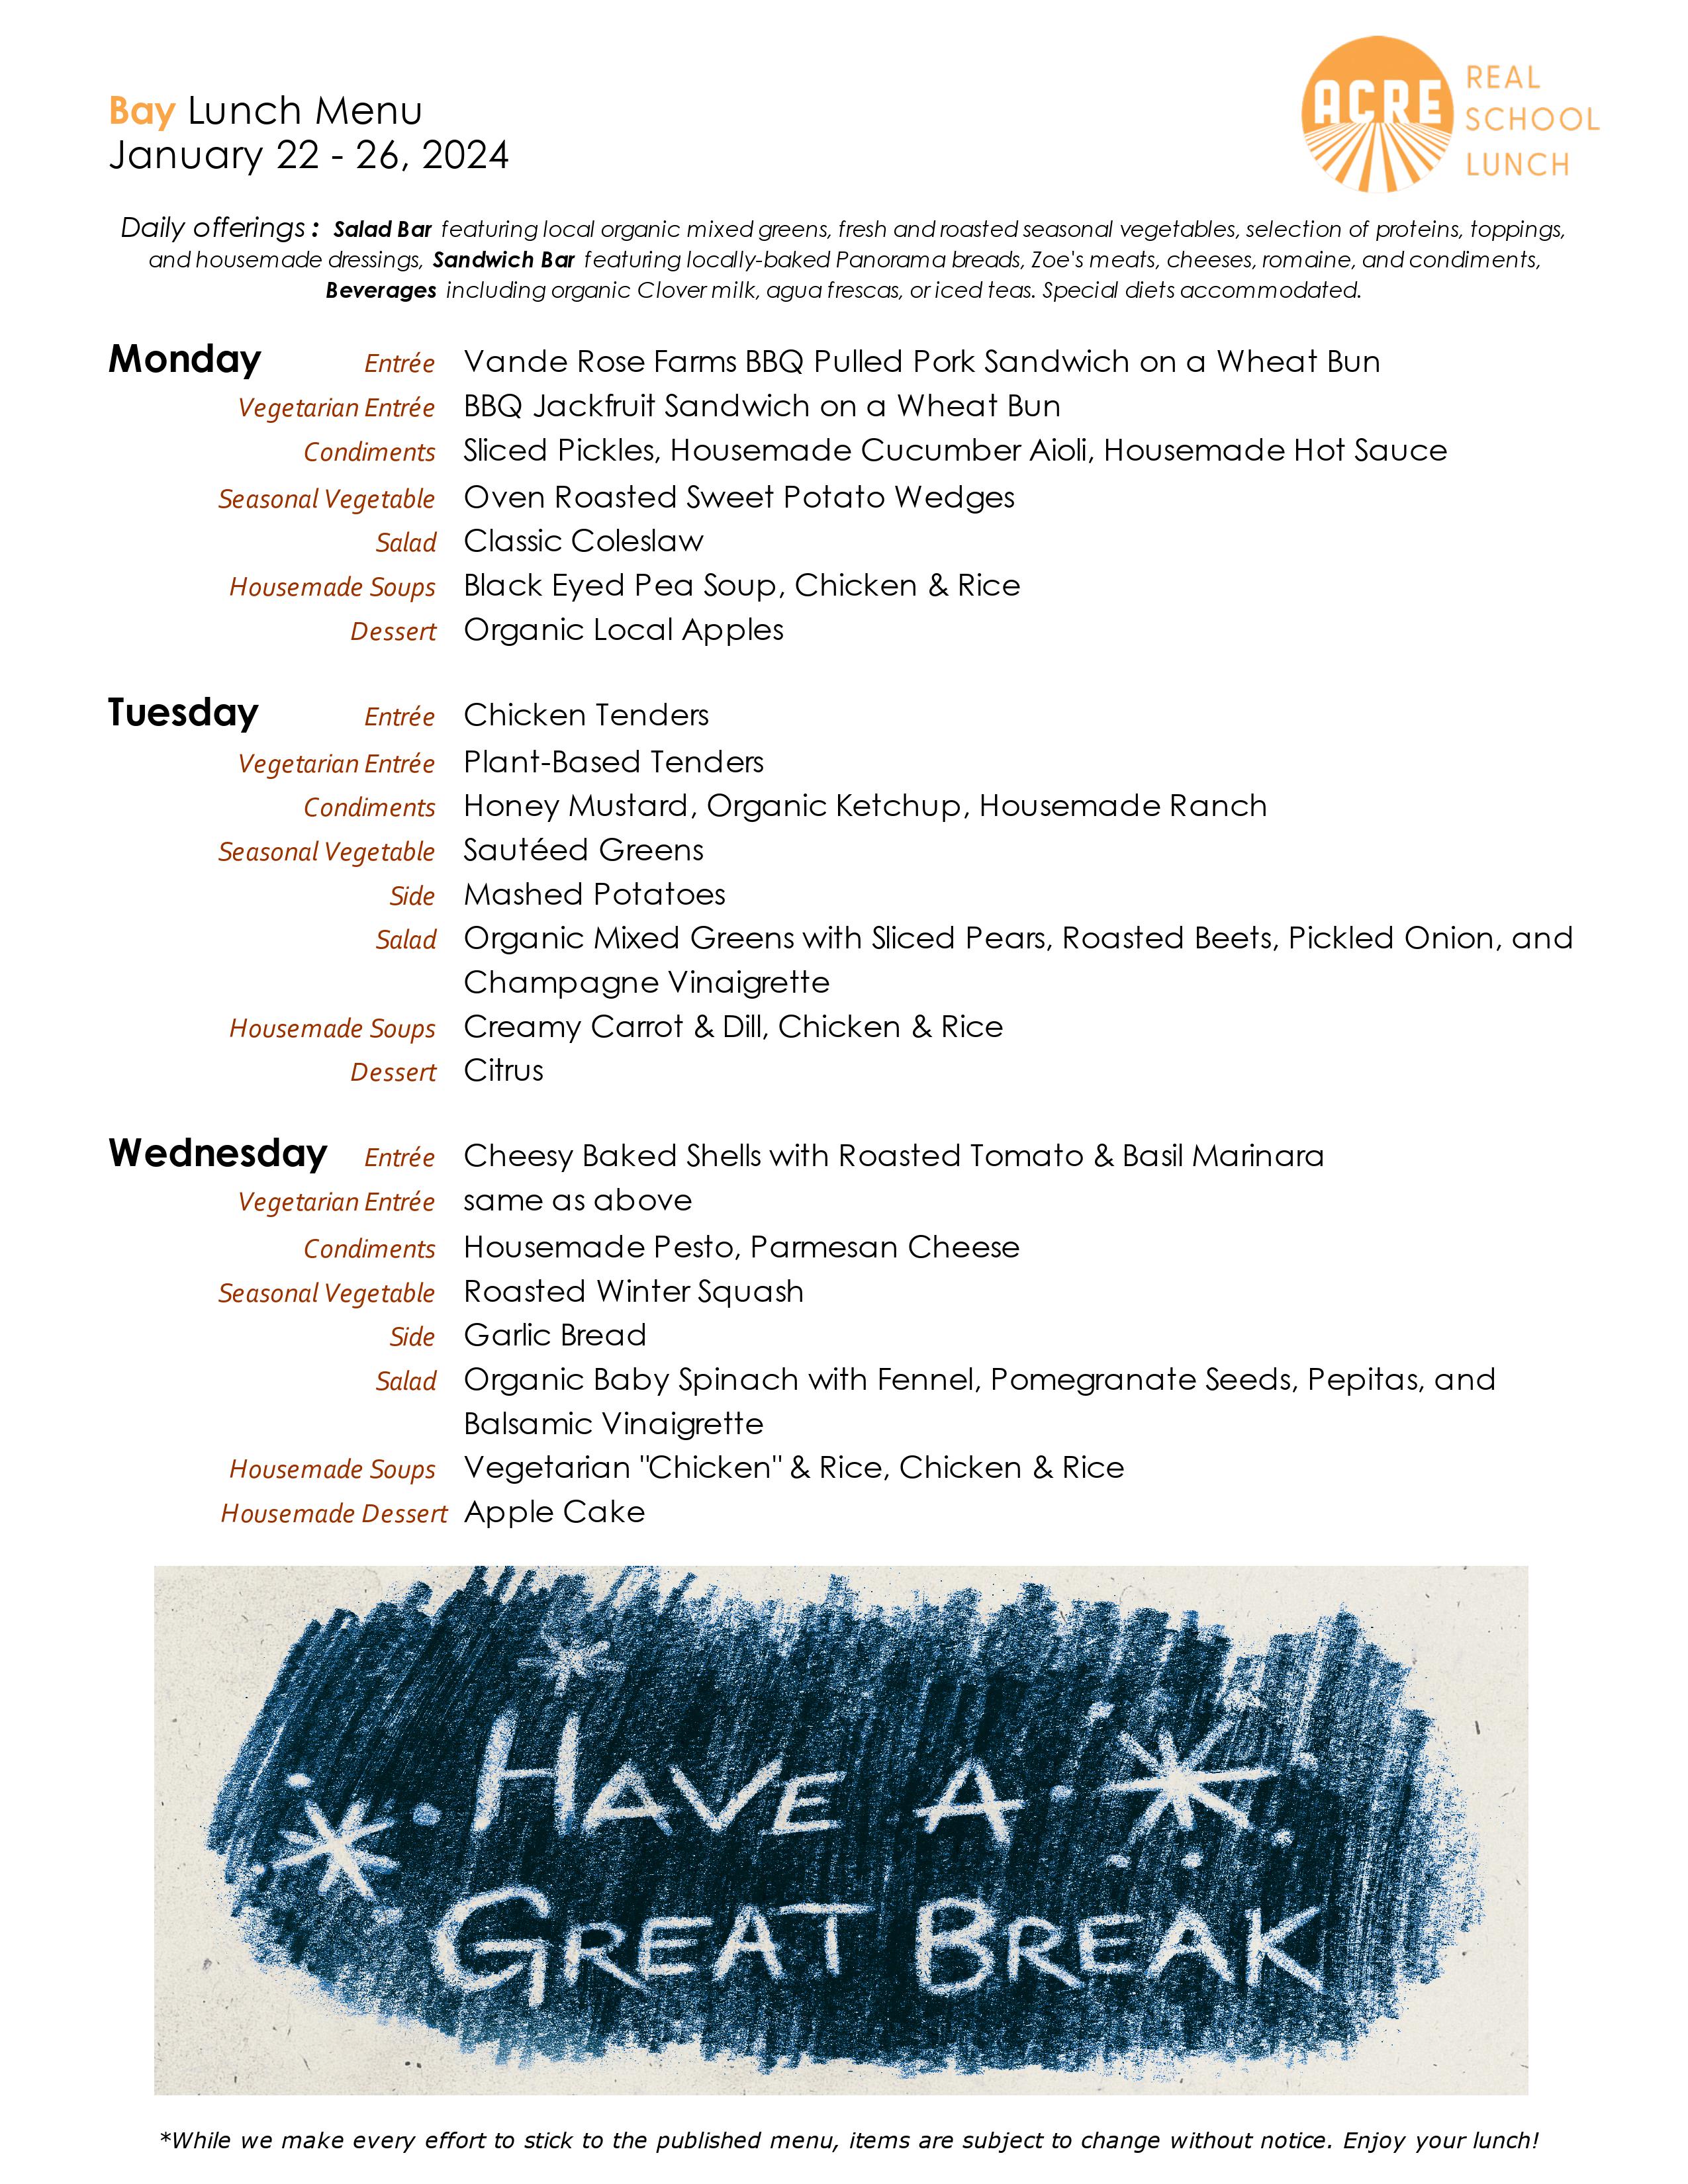 Bay Lunch Menu
January 22 - 26, 2024
ACRE
REAL
SCHOOL
LUNCH
Daily offerings : Salad Bar featuring local organic mixed greens, fresh and roasted seasonal vegetables, selection of proteins, toppings,
and housemade dressings, Sandwich Bar featuring locally-baked Panorama breads, Zoe's meats, cheeses, romaine, and condiments,
Beverages including organic Clover milk, agua frescas, or iced teas. Special diets accommodated.
Monday Entrée Vande Rose Farms BBQ Pulled Pork Sandwich on a Wheat Bun
Vegetarian Entrée BBQ Jackfruit Sandwich on a Wheat Bun
Condiments Sliced Pickles, Housemade Cucumber Aioli, Housemade Hot Sauce
Seasonal Vegetable Oven Roasted Sweet Potato Wedges
Salad Classic Coleslaw
Housemade Soups Black Eyed Pea Soup, Chicken & Rice
Dessert Organic Local Apples
Tuesday Entrée Chicken Tenders
Vegetarian Entrée Plant-Based Tenders
Condiments Honey Mustard, Organic Ketchup, Housemade Ranch
Seasonal Vegetable Sautéed Greens
Side Mashed Potatoes
Salad Organic Mixed Greens with Sliced Pears, Roasted Beets, Pickled Onion, and
Champagne Vinaigrette
Housemade Soups Creamy Carrot & Dill, Chicken & Rice
Dessert Citrus
Wednesday Entrée Cheesy Baked Shells with Roasted Tomato & Basil Marinara
Vegetarian Entrée same as above
Condiments Housemade Pesto, Parmesan Cheese
Seasonal Vegetable Roasted Winter Squash
Side Garlic Bread
Salad Organic Baby Spinach with Fennel, Pomegranate Seeds, Pepitas, and
Balsamic Vinaigrette
Housemade Soups Vegetarian "Chicken" & Rice, Chicken & Rice
Housemade Dessert Apple Cake
HAVE A
GREAT BREAK
*While we make every effort to stick to the published menu, items are subject to change without notice. Enjoy your lunch!